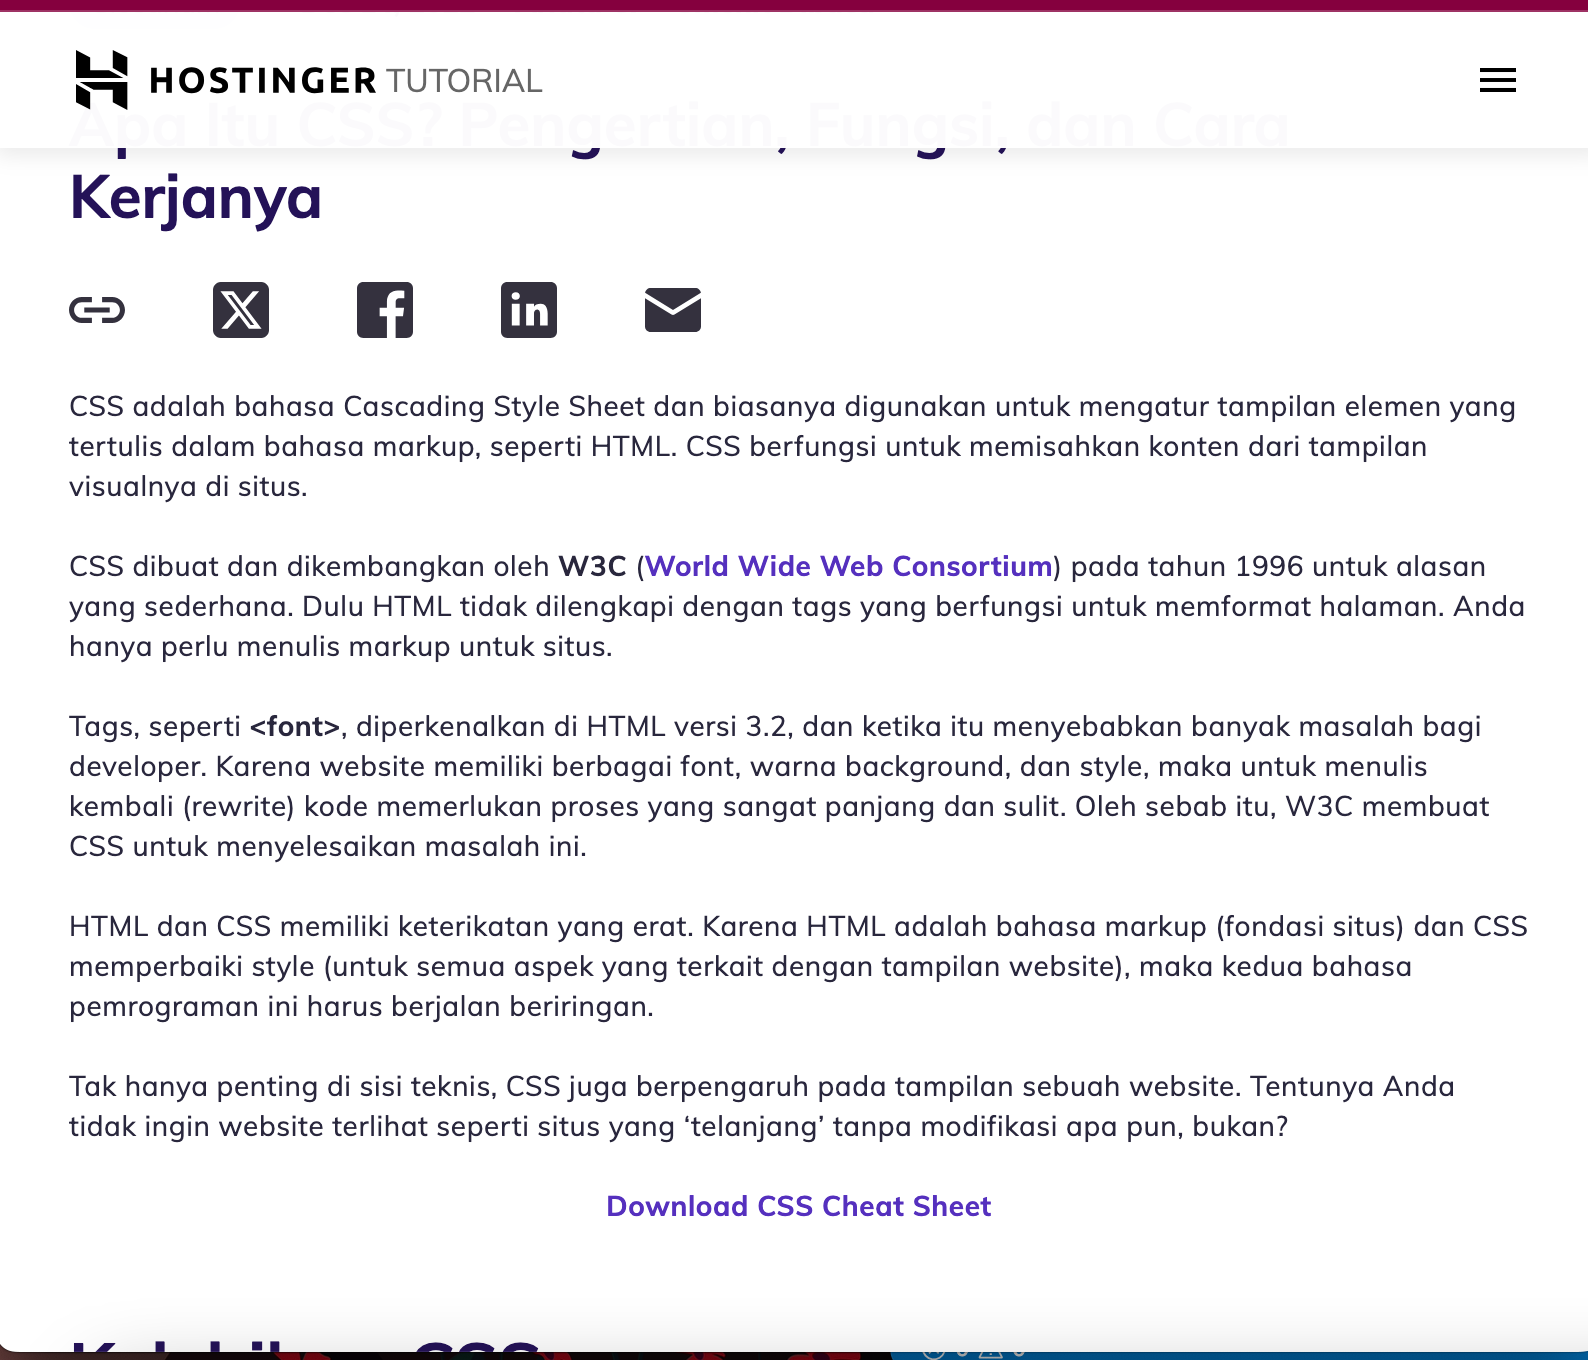 HOSTINGER TUTORIAL
Apa Itu CSS? Pengertian, Fungsi, dan Cara
Kerjanya
CSS adalah bahasa Cascading Style Sheet dan biasanya digunakan untuk mengatur tampilan elemen yang
tertulis dalam bahasa markup, seperti HTML. CSS berfungsi untuk memisahkan konten dari tampilan
visualnya di situs.
CSS dibuat dan dikembangkan oleh W3C (World Wide Web Consortium) pada tahun 1996 untuk alasan
yang sederhana. Dulu HTML tidak dilengkapi dengan tags yang berfungsi untuk memformat halaman. Anda
hanya perlu menulis markup untuk situs.
Tags, seperti <font>, diperkenalkan di HTML versi 3.2, dan ketika itu menyebabkan banyak masalah bagi
developer. Karena website memiliki berbagai font, warna background, dan style, maka untuk menulis
kembali (rewrite) kode memerlukan proses yang sangat panjang dan sulit. Oleh sebab itu, W3C membuat
CSS untuk menyelesaikan masalah ini.
HTML dan CSS memiliki keterikatan yang erat. Karena HTML adalah bahasa markup (fondasi situs) dan CSS
memperbaiki style (untuk semua aspek yang terkait dengan tampilan website), maka kedua bahasa
pemrograman ini harus berjalan beriringan.
Tak hanya penting di sisi teknis, CSS juga berpengaruh pada tampilan sebuah website. Tentunya Anda
tidak ingin website terlihat seperti situs yang ‘telanjang’ tanpa modifikasi apa pun, bukan?
Download CSS Cheat Sheet